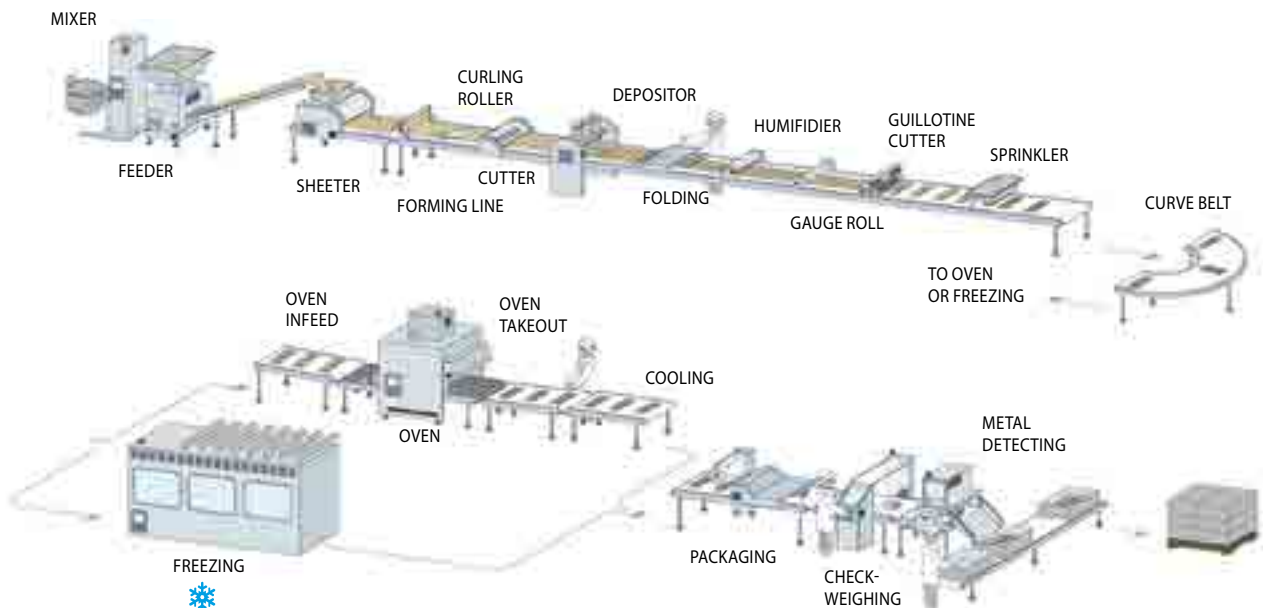 MIXER
FEEDER
SHEETER
FORMING LINE
CURLING
ROLLER
CUTTER
DEPOSITOR
FOLDING
HUMIDIFIER
GAUGE ROLL
GUILLOTINE
CUTTER
SPRINKLER
CURVE BELT
TO OVEN
OR FREEZING
OVEN
INFEED
OVEN
OVEN
TAKEOUT
COOLING
FREEZING
PACKAGING
CHECK-
WEIGHING
METAL
DETECTING